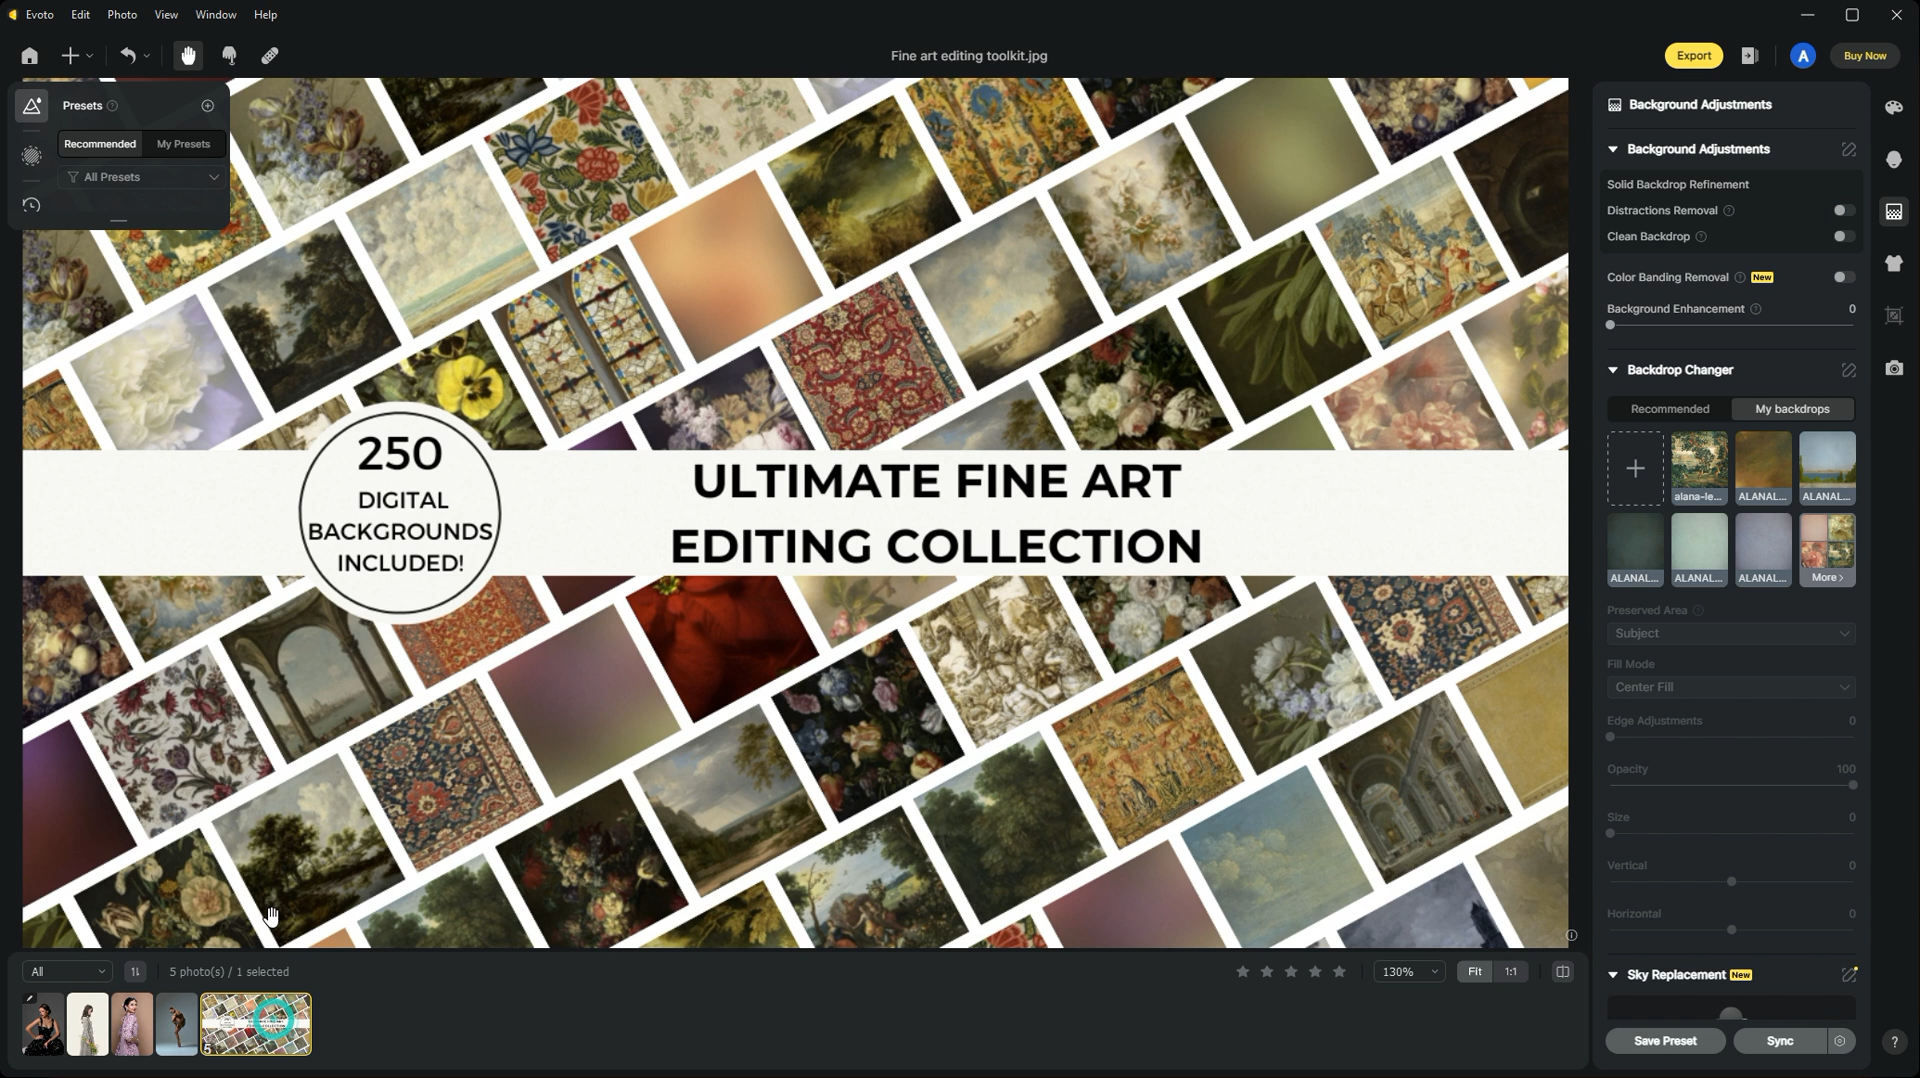 Evoto Edit Photo View Window Help
Fine art editing toolkit.jpg
Export
A
Buy Now
Presets
Recommended My Presets
All Presets
250
DIGITAL
BACKGROUNDS
INCLUDED!
ULTIMATE FINE ART
EDITING COLLECTION
Background Adjustments
Background Adjustments
Solid Backdrop Refinement
Distractions Removal
Clean Backdrop
Color Banding Removal New
Background Enhancement 0
Backdrop Changer
Recommended My backdrops
alana-le... ALANAL... ALANAL...
ALANAL... ALANAL... ALANAL... More >
Preserved Area
Subject
Fill Mode
Center Fill
Edge Adjustments 0
Opacity 100
Size 0
Vertical 0
Horizontal 0
Sky Replacement New
Save Preset Sync
?
All
5 photo(s) / 1 selected
130%
Fit 1:1
5